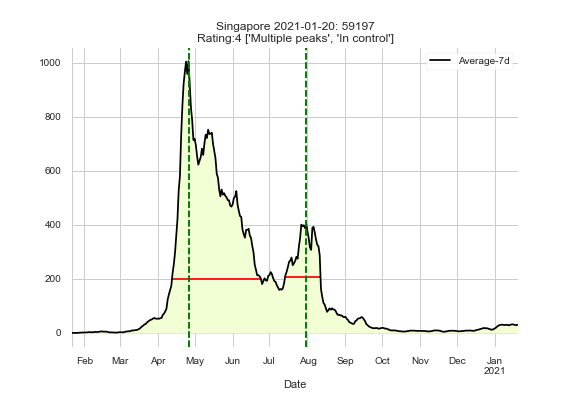 Singapore 2021-01-20: 59197
Rating:4 ['Multiple peaks', 'In control']
Average-7d
1000
800
600
400
200
0
Feb Mar Apr May Jun Jul Aug Sep Oct Nov Dec Jan
2021
Date